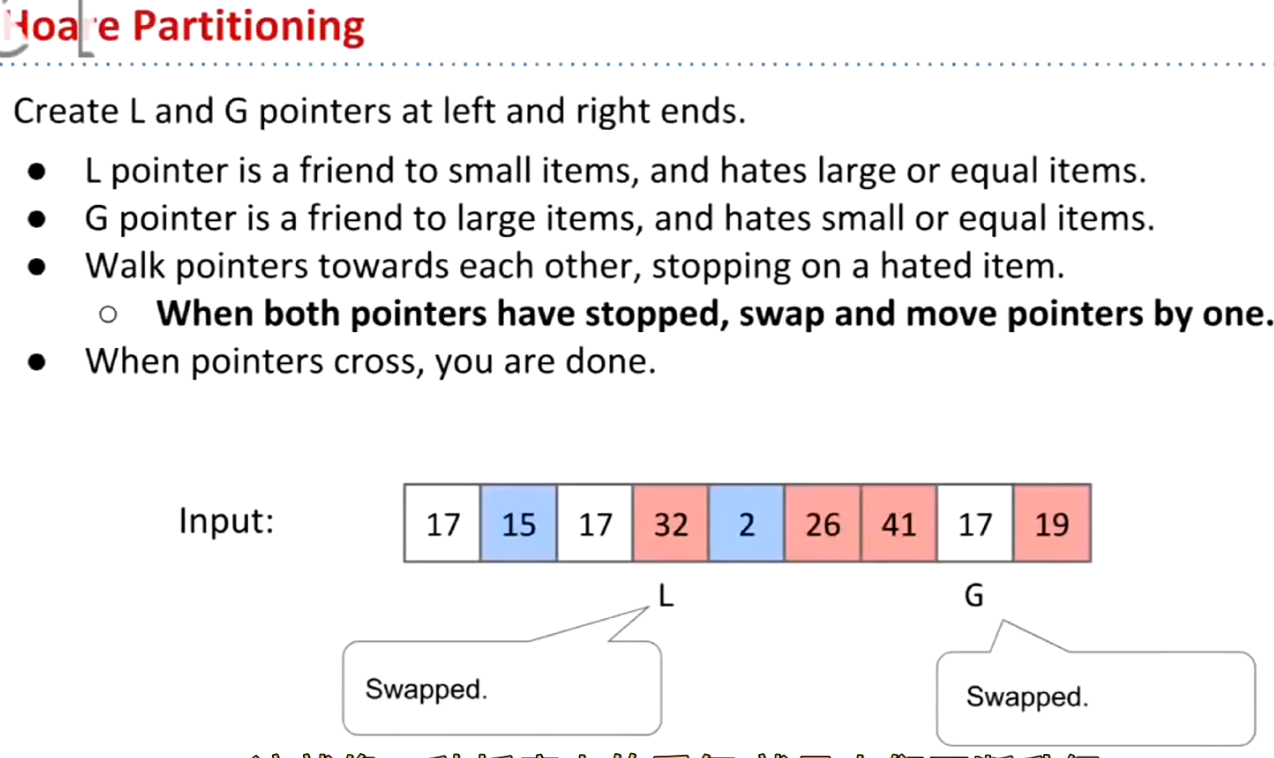 Hoare Partitioning
Create L and G pointers at left and right ends.
● L pointer is a friend to small items, and hates large or equal items.
● G pointer is a friend to large items, and hates small or equal items.
● Walk pointers towards each other, stopping on a hated item.
○ When both pointers have stopped, swap and move pointers by one.
● When pointers cross, you are done.
Input: 17 15 17 32 2 26 41 17 19
L G
Swapped. Swapped.